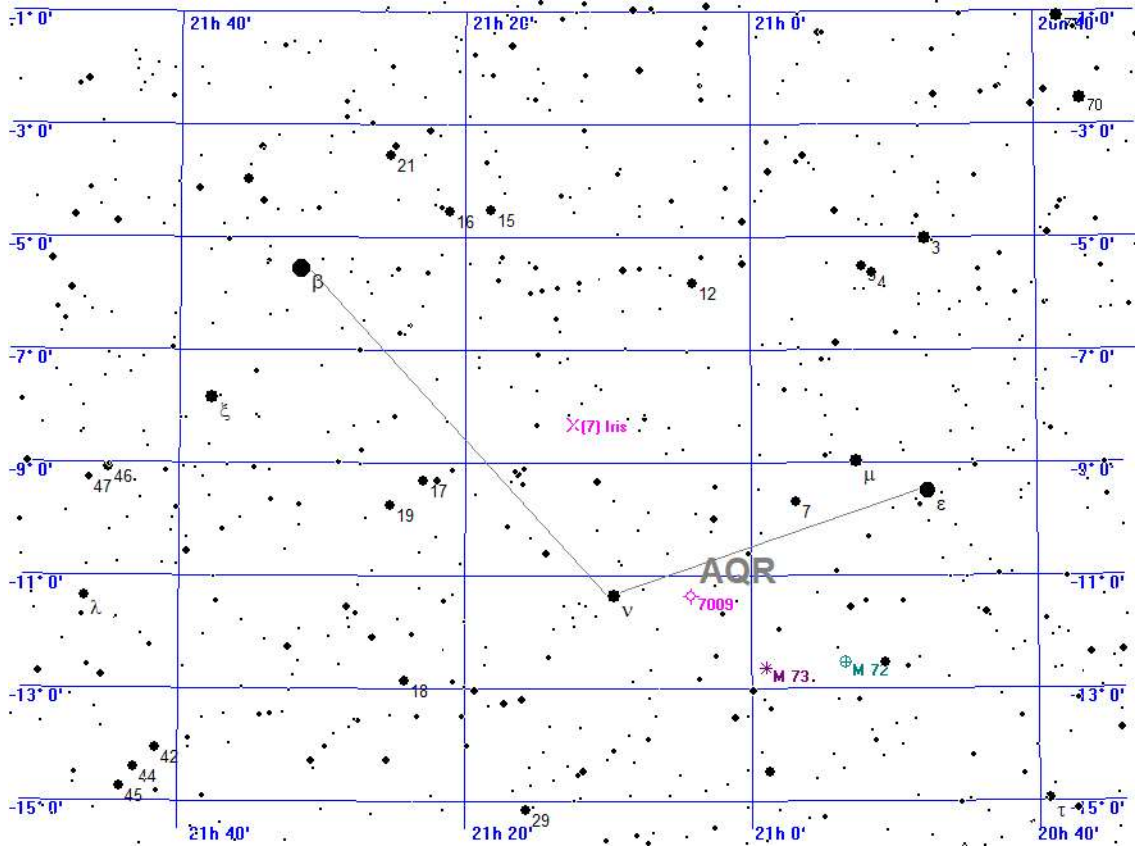 -1° 0' 21h 40' 21h 20' 21h 0' 20h 40' -1° 0'
70
-3° 0' -3° 0'
21
16 15
-5° 0' 3 -5° 0'
β 4
12
-7° 0' -7° 0'
ξ
(7) Iris
-9° 0' -9° 0'
46. μ
47 17
19 7 ε
-11° 0' AQR -11° 0'
λ ν 7009
M 73. M 72
-13° 0' 18 -13° 0'
42
44
45
-15° 0' 29 τ -15° 0'
21h 40' 21h 20' 21h 0' 20h 40'